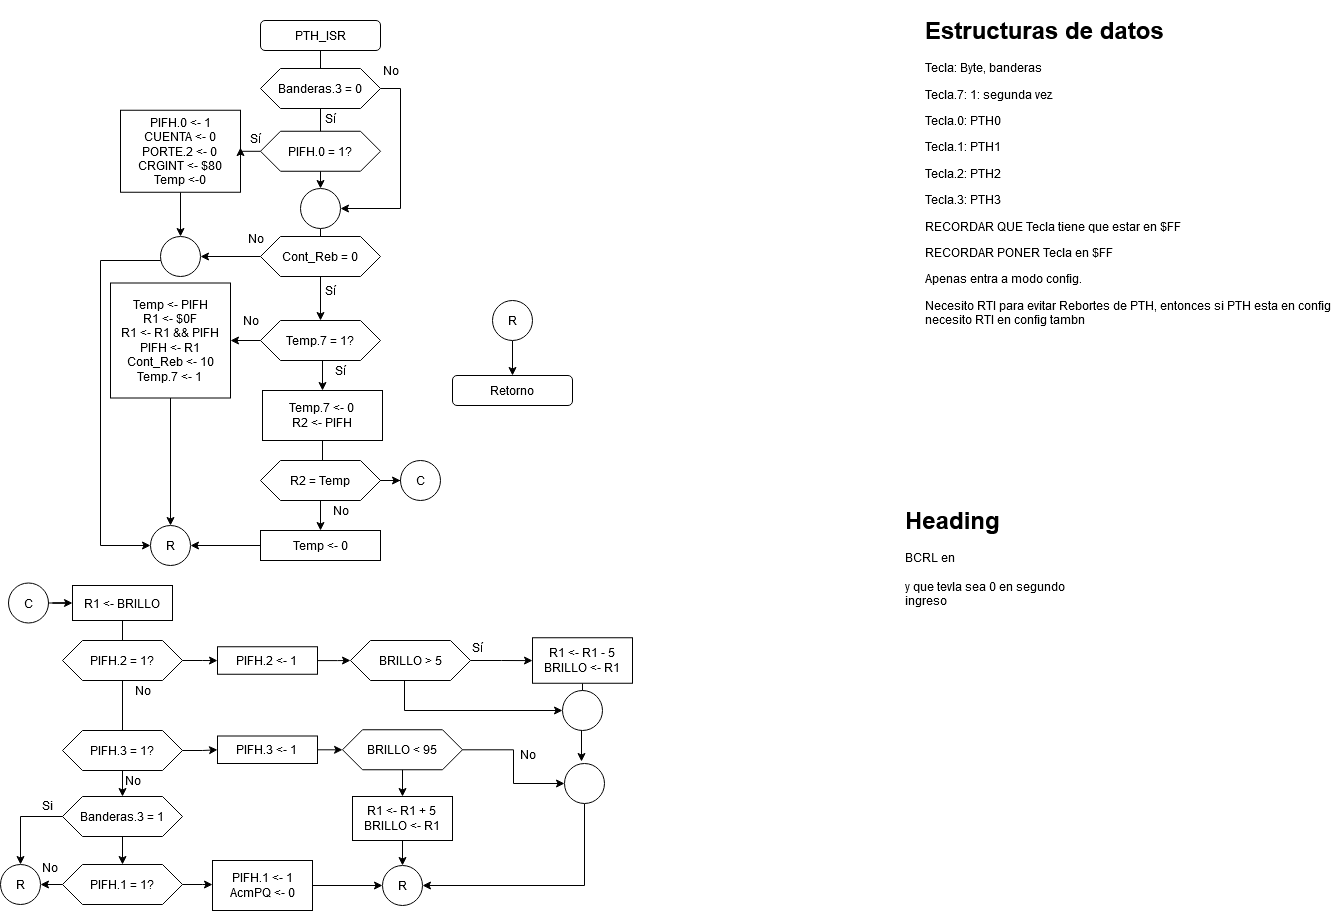 PTH_ISR
Banderas.3 = 0
No
Sí
PIFH.0 = 1?
Sí
PIFH.0 <- 1
CUENTA <- 0
PORTE.2 <- 0
CRGINT <- $80
Temp <-0
Cont_Reb = 0
No
Sí
Temp.7 = 1?
No
Sí
Temp <- PIFH
R1 <- $0F
R1 <- R1 && PIFH
PIFH <- R1
Cont_Reb <- 10
Temp.7 <- 1
Temp.7 <- 0
R2 <- PIFH
R2 = Temp
C
No
Temp <- 0
R
R
Retorno
C
R1 <- BRILLO
PIFH.2 = 1?
No
PIFH.2 <- 1
BRILLO > 5
Sí
R1 <- R1 - 5
BRILLO <- R1
PIFH.3 = 1?
No
PIFH.3 <- 1
BRILLO < 95
No
R1 <- R1 + 5
BRILLO <- R1
Banderas.3 = 1
Si
PIFH.1 = 1?
No
R
PIFH.1 <- 1
AcmPQ <- 0
R
Estructuras de datos
Tecla: Byte, banderas
Tecla.7: 1: segunda vez
Tecla.0: PTH0
Tecla.1: PTH1
Tecla.2: PTH2
Tecla.3: PTH3
RECORDAR QUE Tecla tiene que estar en $FF
RECORDAR PONER Tecla en $FF
Apenas entra a modo config.
Necesito RTI para evitar Rebortes de PTH, entonces si PTH esta en config
necesito RTI en config tambn
Heading
BCRL en
y que tevla sea 0 en segundo
ingreso